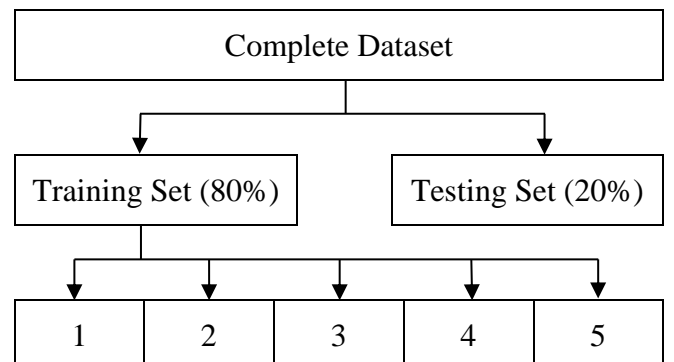 Complete Dataset
Training Set (80%)
Testing Set (20%)
1 2 3 4 5